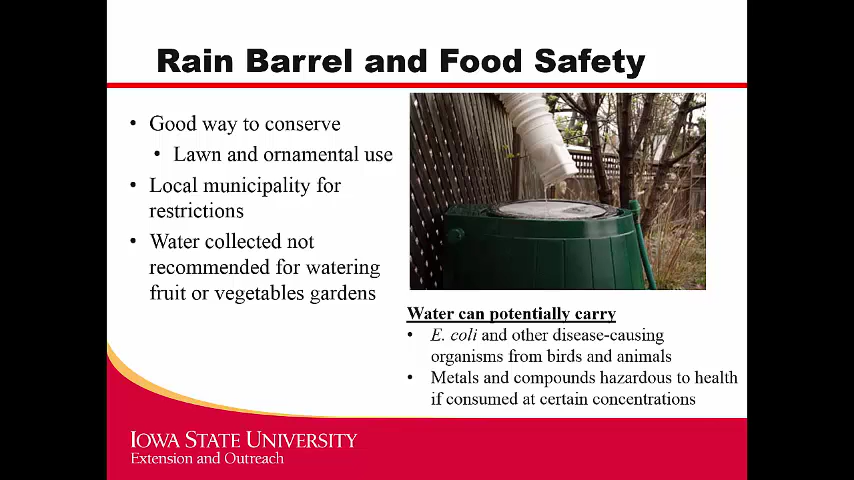 Rain Barrel and Food Safety
• Good way to conserve
• Lawn and ornamental use
• Local municipality for
restrictions
• Water collected not
recommended for watering
fruit or vegetables gardens
Water can potentially carry
• E. coli and other disease-causing
organisms from birds and animals
• Metals and compounds hazardous to health
if consumed at certain concentrations
IOWA STATE UNIVERSITY
Extension and Outreach